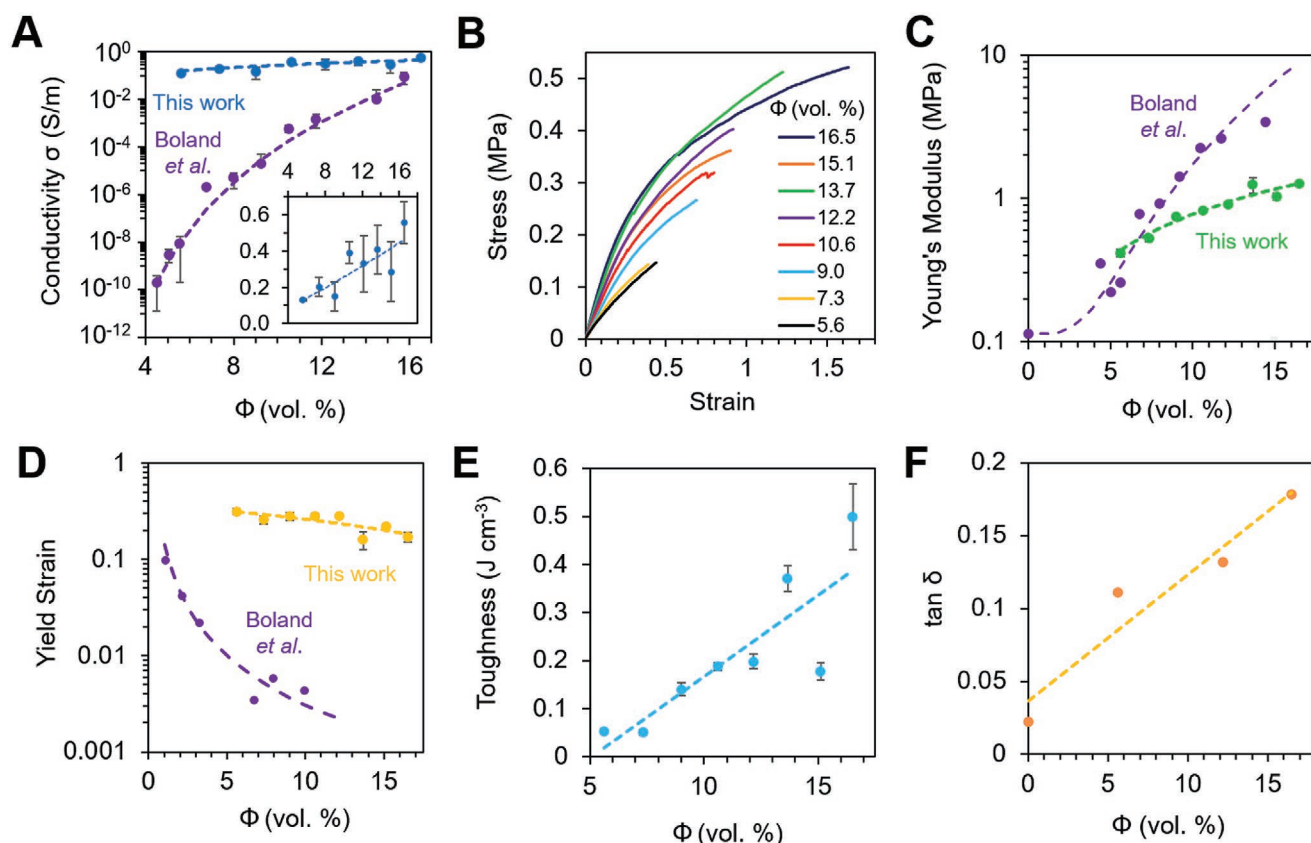 A
Conductivity σ (S/m)
10⁰
10⁻²
10⁻⁴
10⁻⁶
10⁻⁸
10⁻¹⁰
10⁻¹²
This work
Boland
et al.
4 8 12 16
0.6
0.4
0.2
0.0
4 8 12 16
Φ (vol. %)
B
Stress (MPa)
0.5
0.4
0.3
0.2
0.1
0
Φ (vol. %)
16.5
15.1
13.7
12.2
10.6
9.0
7.3
5.6
0 0.5 1 1.5
Strain
C
Young's Modulus (MPa)
10
1
0.1
Boland
et al.
This work
0 5 10 15
Φ (vol. %)
D
Yield Strain
1
0.1
0.01
0.001
This work
Boland
et al.
0 5 10 15
Φ (vol. %)
E
Toughness (J cm⁻³)
0.6
0.5
0.4
0.3
0.2
0.1
0
5 10 15
Φ (vol. %)
F
tan δ
0.2
0.15
0.1
0.05
0
0 5 10 15
Φ (vol. %)